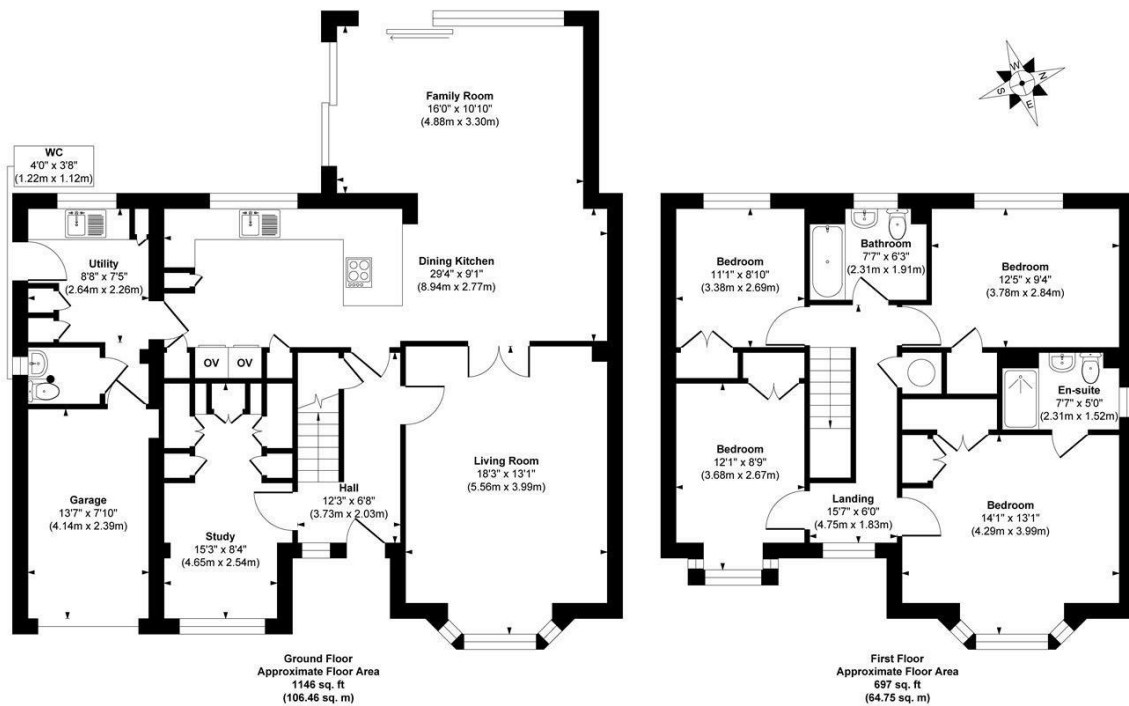 Family Room
16'0" x 10'10"
(4.88m x 3.30m)
W
N
S
E
WC
4'0" x 3'8"
(1.22m x 1.12m)
Utility
8'8" x 7'5"
(2.64m x 2.26m)
Dining Kitchen
29'4" x 9'1"
(8.94m x 2.77m)
OV
OV
Garage
13'7" x 7'10"
(4.14m x 2.39m)
Study
15'3" x 8'4"
(4.65m x 2.54m)
Hall
12'3" x 6'8"
(3.73m x 2.03m)
Living Room
18'3" x 13'1"
(5.56m x 3.99m)
Ground Floor
Approximate Floor Area
1146 sq. ft
(106.46 sq. m)
Bedroom
11'1" x 8'10"
(3.38m x 2.69m)
Bathroom
7'7" x 6'3"
(2.31m x 1.91m)
Bedroom
12'5" x 9'4"
(3.78m x 2.84m)
En-suite
7'7" x 5'0"
(2.31m x 1.52m)
Bedroom
12'1" x 8'9"
(3.68m x 2.67m)
Landing
15'7" x 6'0"
(4.75m x 1.83m)
Bedroom
14'1" x 13'1"
(4.29m x 3.99m)
First Floor
Approximate Floor Area
697 sq. ft
(64.75 sq. m)